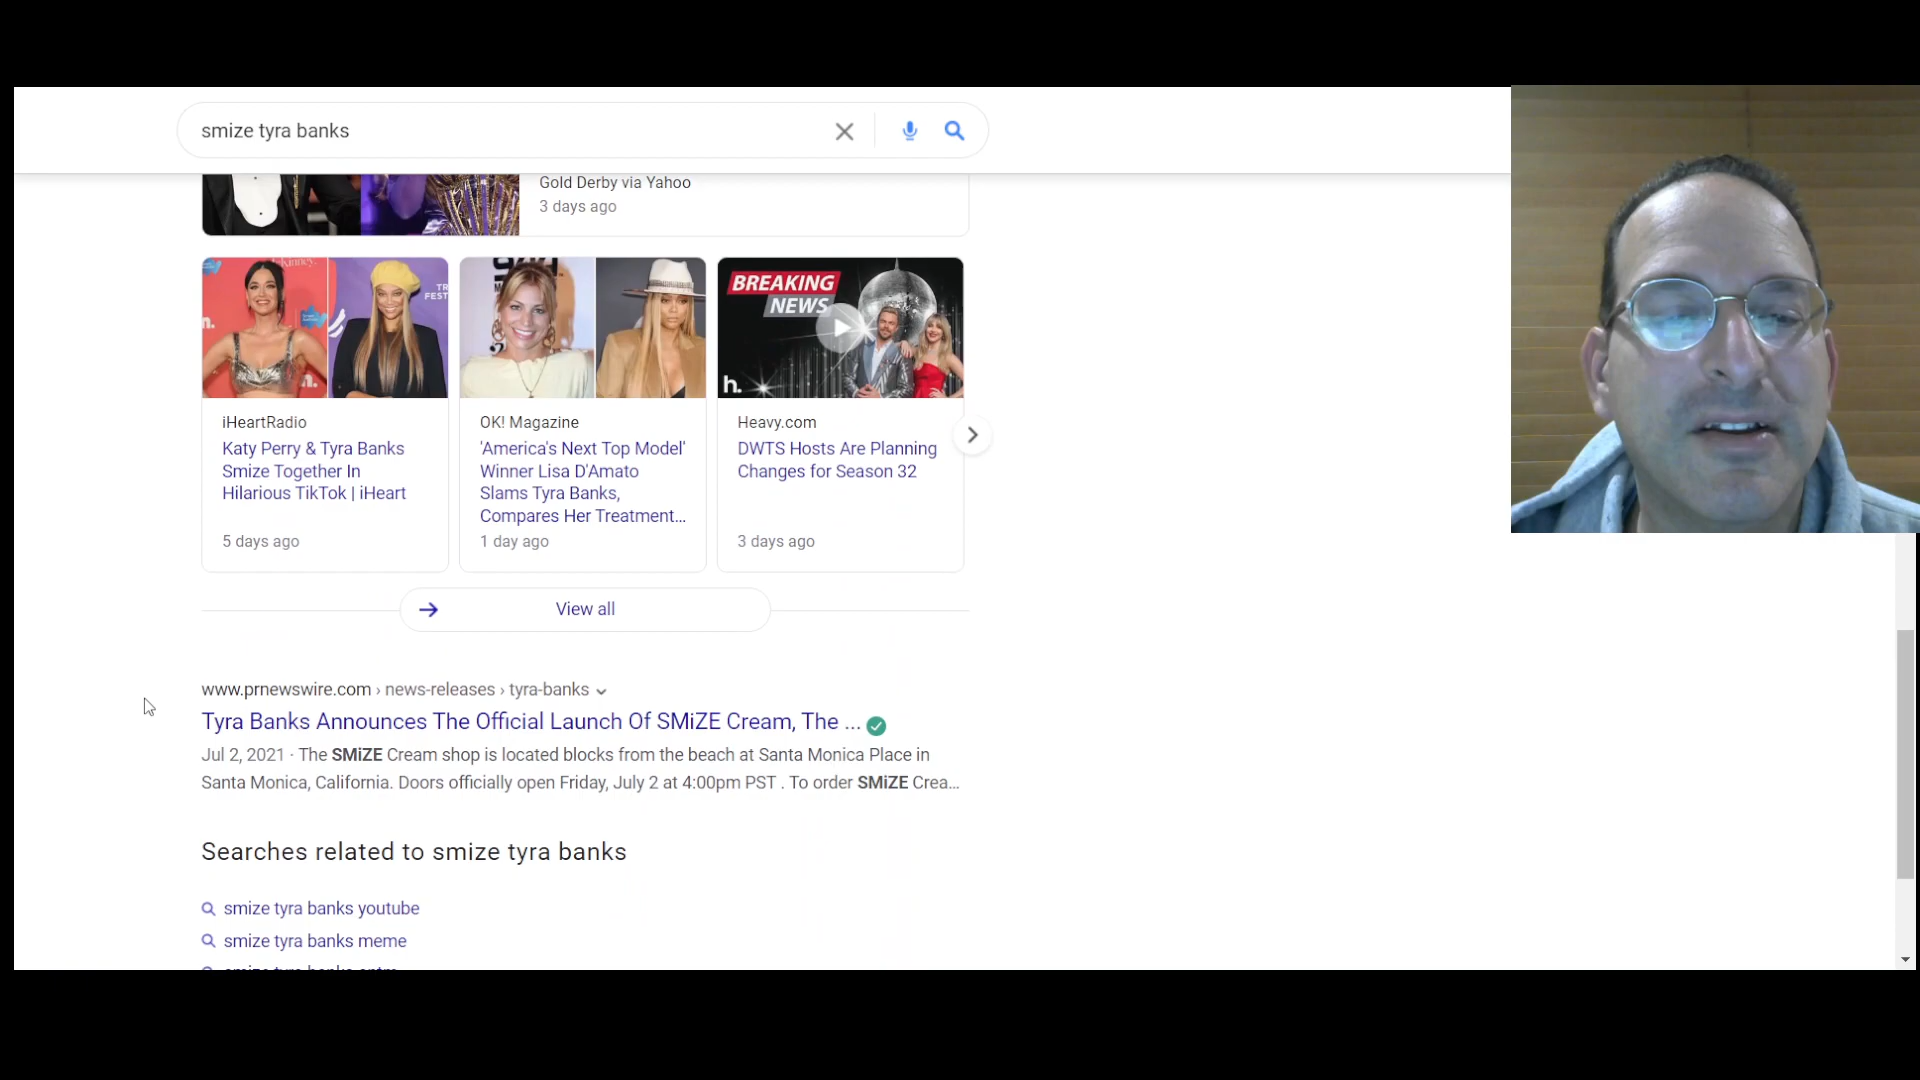 smize tyra banks
Gold Derby via Yahoo
3 days ago
TR
FEST
BREAKING
NEWS
h.
iHeartRadio
Katy Perry & Tyra Banks
Smize Together In
Hilarious TikTok | iHeart
5 days ago
OK! Magazine
'America's Next Top Model'
Winner Lisa D'Amato
Slams Tyra Banks,
Compares Her Treatment...
1 day ago
Heavy.com
DWTS Hosts Are Planning
Changes for Season 32
3 days ago
View all
www.prnewswire.com › news-releases › tyra-banks
Tyra Banks Announces The Official Launch Of SMiZE Cream, The ...
Jul 2, 2021 · The SMiZE Cream shop is located blocks from the beach at Santa Monica Place in
Santa Monica, California. Doors officially open Friday, July 2 at 4:00pm PST . To order SMiZE Crea...
Searches related to smize tyra banks
smize tyra banks youtube
smize tyra banks meme